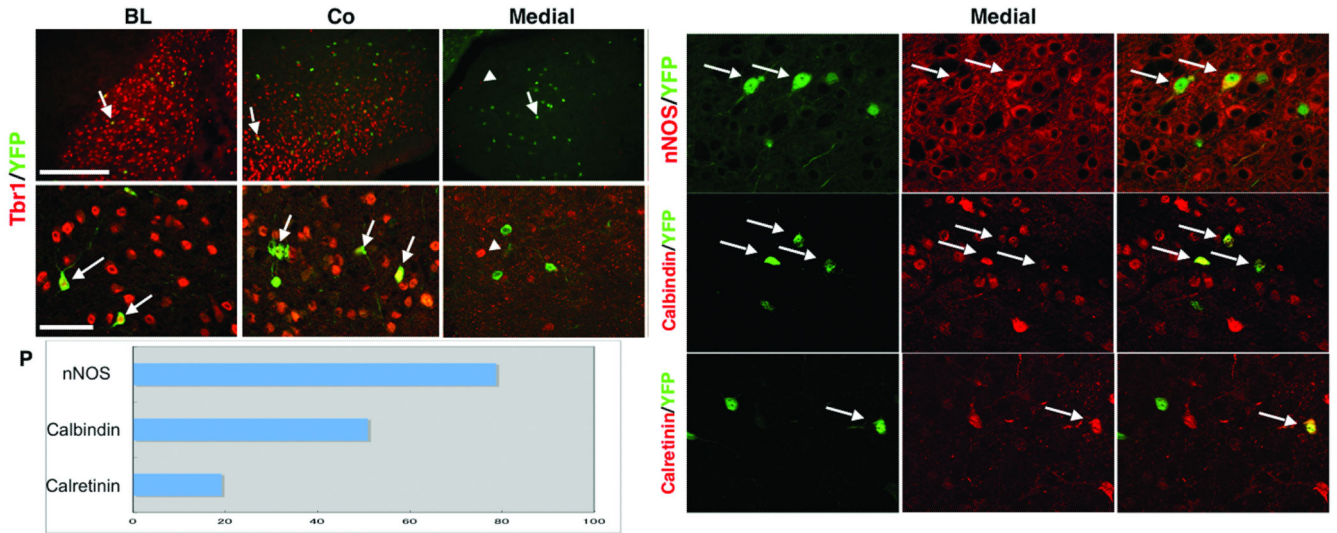 BL Co Medial
Tbr1/YFP
P
nNOS
Calbindin
Calretinin
0 20 40 60 80 100
Medial
nNOS/YFP
Calbindin/YFP
Calretinin/YFP